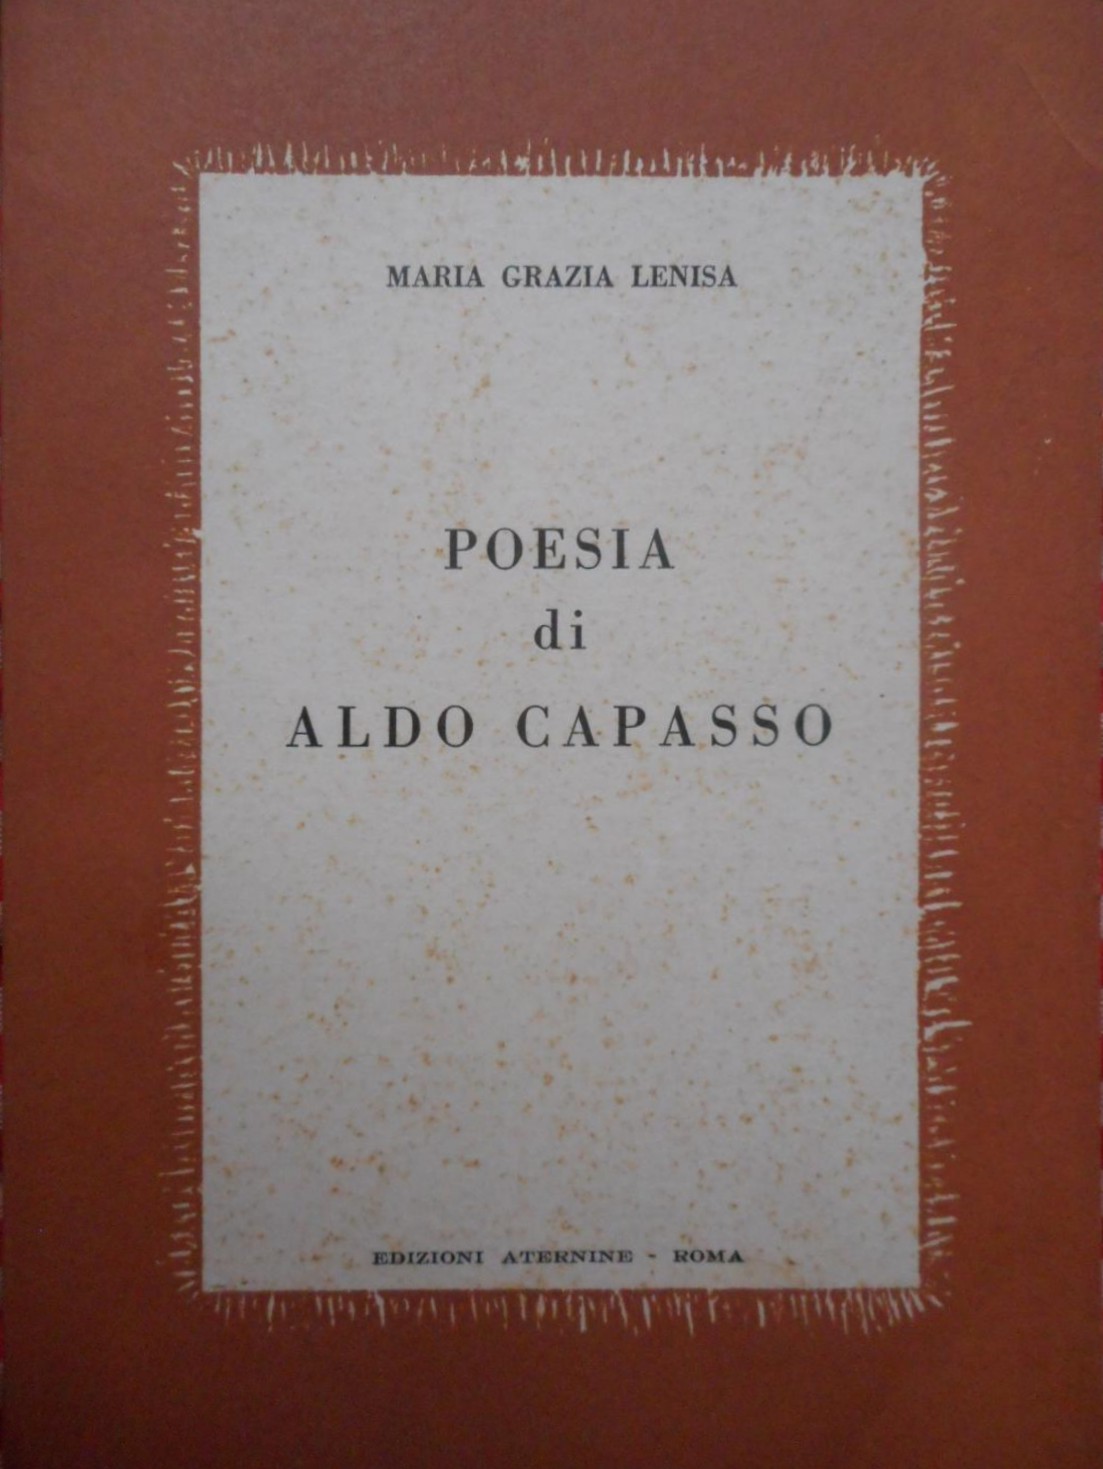 MARIA GRAZIA LENISA
POESIA
di
ALDO CAPASSO
EDIZIONI ATERNINE - ROMA